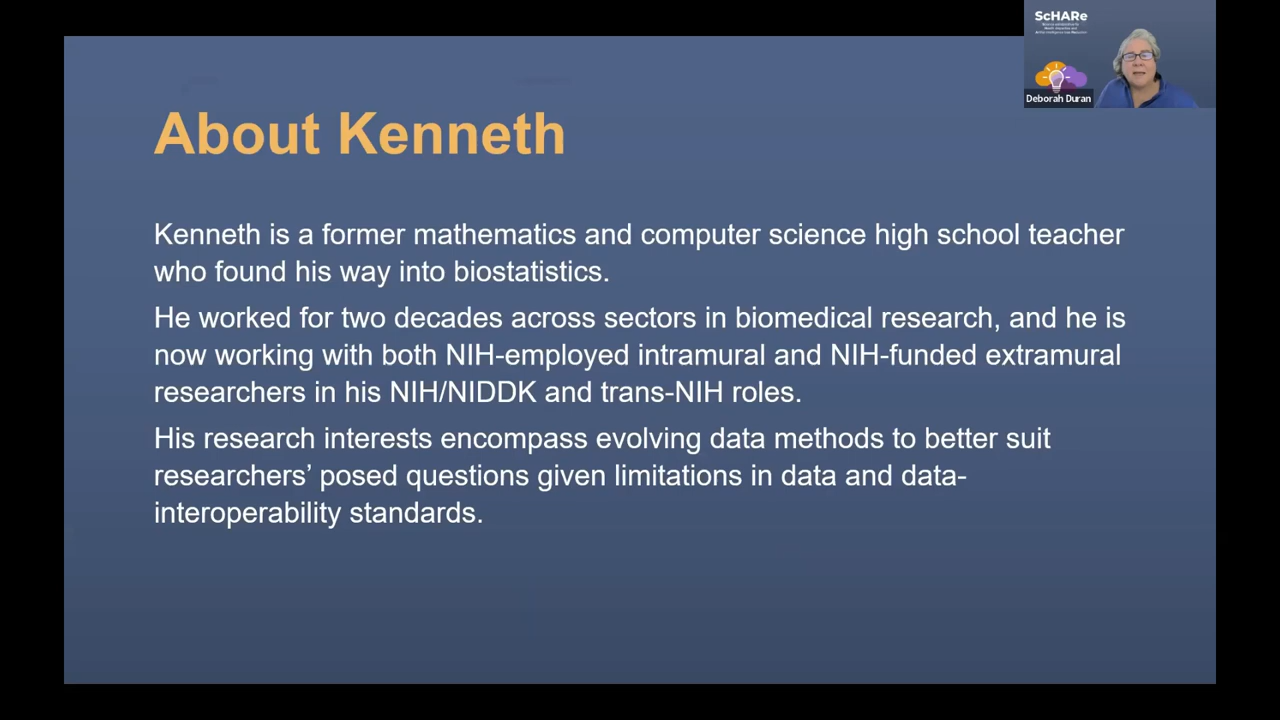 ScHARe
About Kenneth
Deborah Duran
Kenneth is a former mathematics and computer science high school teacher
who found his way into biostatistics.
He worked for two decades across sectors in biomedical research, and he is
now working with both NIH-employed intramural and NIH-funded extramural
researchers in his NIH/NIDDK and trans-NIH roles.
His research interests encompass evolving data methods to better suit
researchers’ posed questions given limitations in data and data-
interoperability standards.